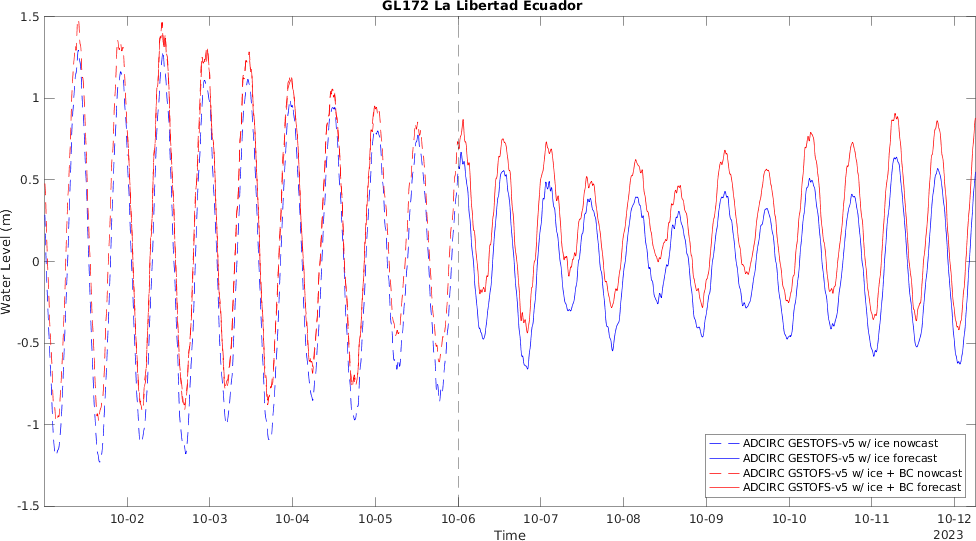 GL172 La Libertad Ecuador
Water Level (m)
1.5
1
0.5
0
-0.5
-1
-1.5
10-02 10-03 10-04 10-05 10-06 10-07 10-08 10-09 10-10 10-11 10-12
2023
Time
ADCIRC GESTOFS-v5 w/ ice nowcast
ADCIRC GESTOFS-v5 w/ ice forecast
ADCIRC GSTOFS-v5 w/ ice + BC nowcast
ADCIRC GSTOFS-v5 w/ ice + BC forecast